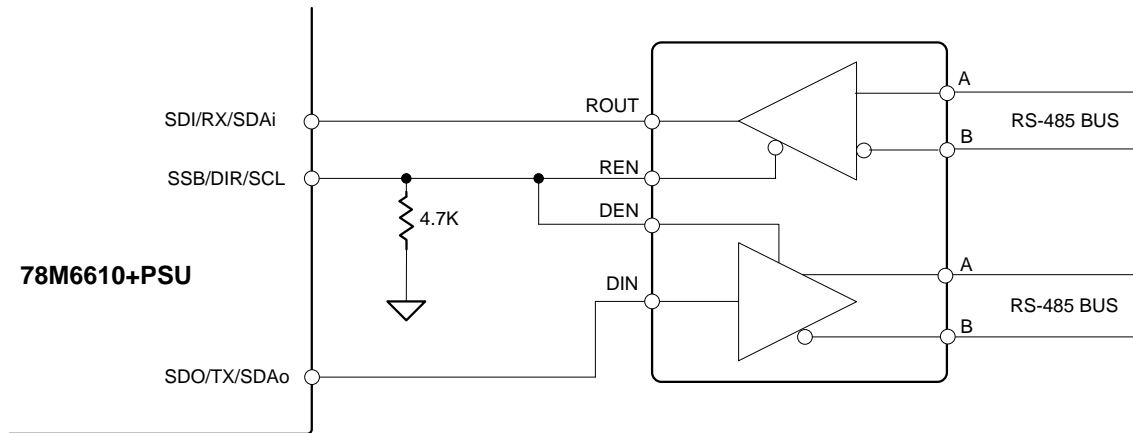 A
ROUT
SDI/RX/SDAi
RS-485 BUS
B
REN
SSB/DIR/SCL
DEN
4.7K
78M6610+PSU
A
DIN
RS-485 BUS
B
SDO/TX/SDAo